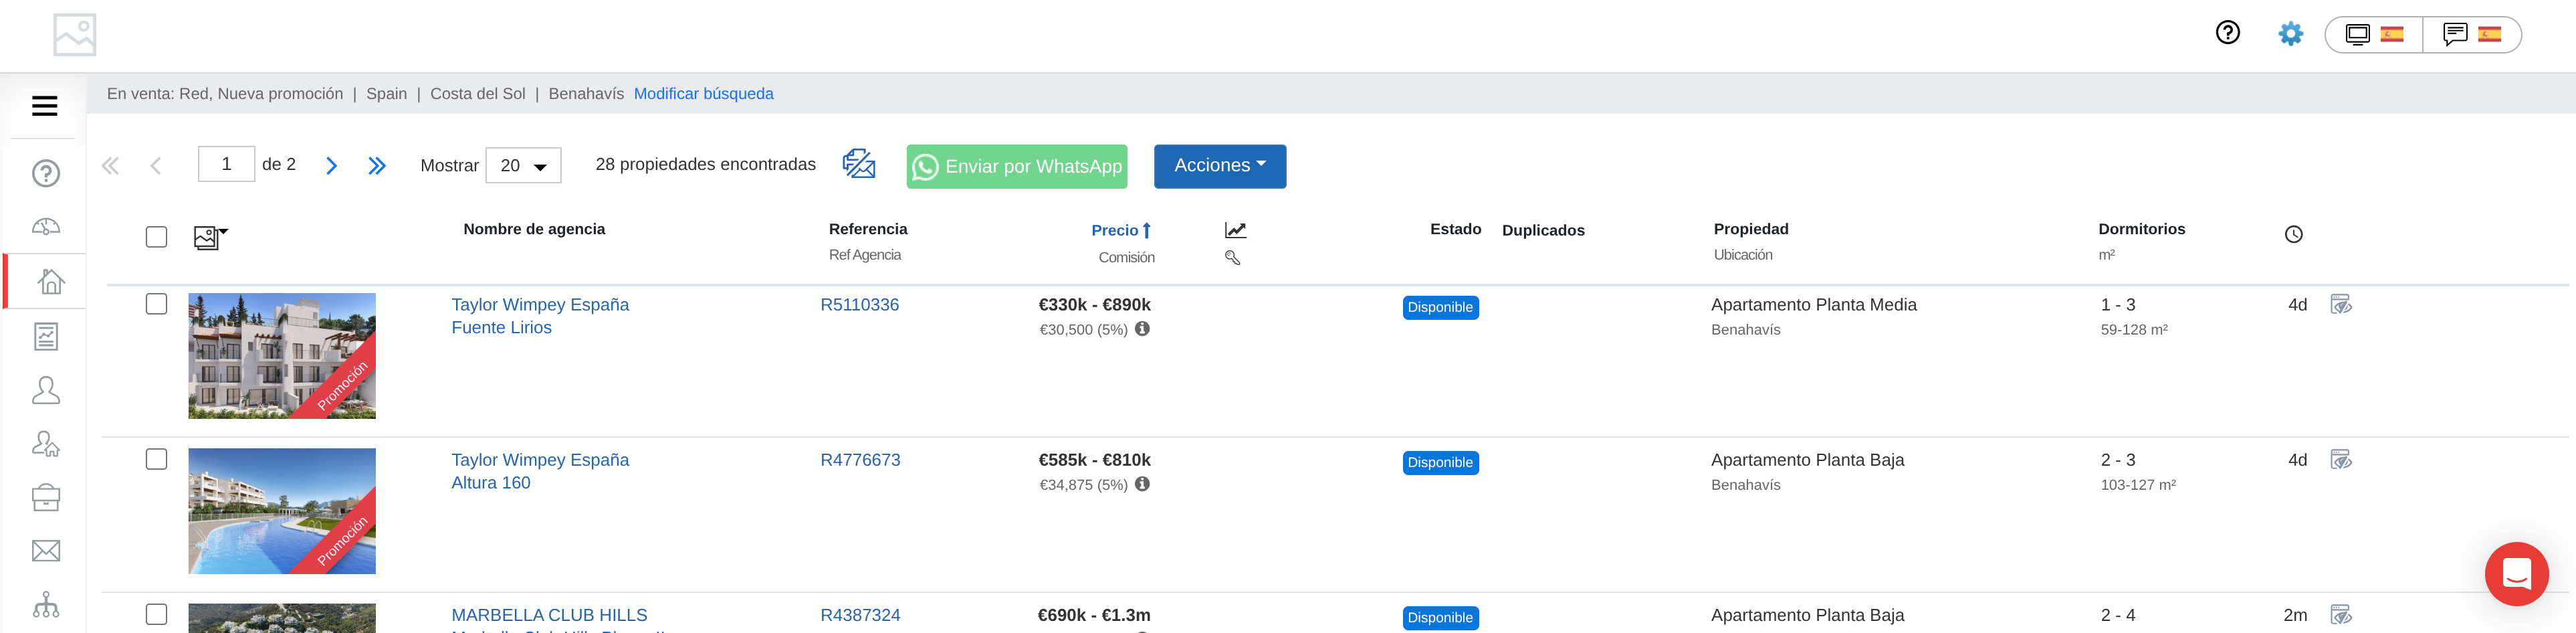 En venta: Red, Nueva promoción | Spain | Costa del Sol | Benahavís Modificar búsqueda
1 de 2 Mostrar 20 28 propiedades encontradas Enviar por WhatsApp Acciones
Nombre de agencia Referencia Precio Estado Duplicados Propiedad Dormitorios
Ref Agencia Comisión Ubicación m²
Taylor Wimpey España R5110336 €330k - €890k Disponible Apartamento Planta Media 1 - 3 4d
Fuente Lirios €30,500 (5%) Benahavís 59-128 m²
Promoción
Taylor Wimpey España R4776673 €585k - €810k Disponible Apartamento Planta Baja 2 - 3 4d
Altura 160 €34,875 (5%) Benahavís 103-127 m²
Promoción
MARBELLA CLUB HILLS R4387324 €690k - €1.3m Disponible Apartamento Planta Baja 2 - 4 2m